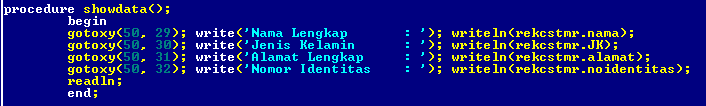 procedure showdata();
begin
gotoxy(50, 29); write('Nama Lengkap        : '); writeln(rekcstmr.nama);
gotoxy(50, 30); write('Jenis Kelamin       : '); writeln(rekcstmr.JK);
gotoxy(50, 31); write('Alamat Lengkap      : '); writeln(rekcstmr.alamat);
gotoxy(50, 32); write('Nomor Identitas     : '); writeln(rekcstmr.noidentitas);
readln;
end;